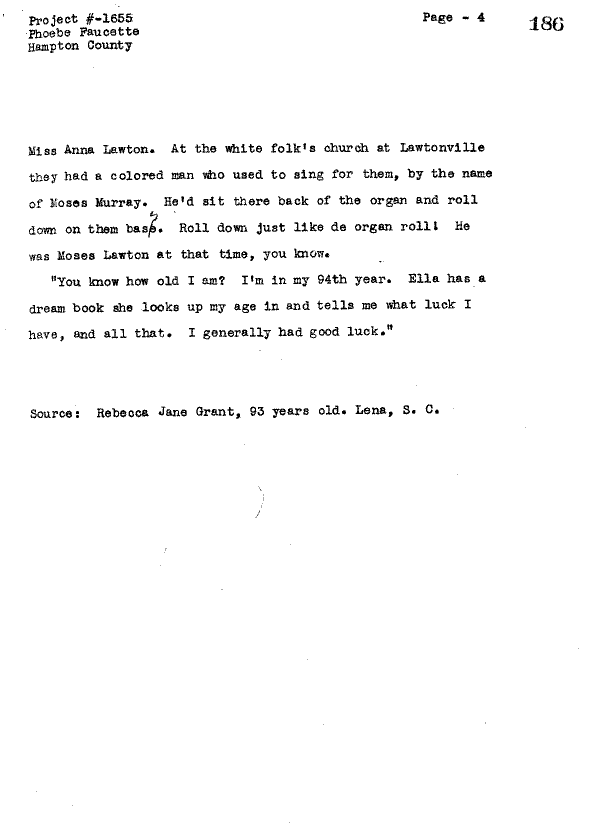 Project #-1655
Phoebe Faucette
Hampton County
Page - 4
186
Miss Anna Lawton. At the white folk's church at Lawtonville
they had a colored man who used to sing for them, by the name
of Moses Murray. He'd sit there back of the organ and roll
down on them bass. Roll down just like de organ roll! He
was Moses Lawton at that time, you know.
"You know how old I am? I'm in my 94th year. Ella has a
dream book she looks up my age in and tells me what luck I
have, and all that. I generally had good luck."
Source: Rebecca Jane Grant, 93 years old. Lena, S. C.